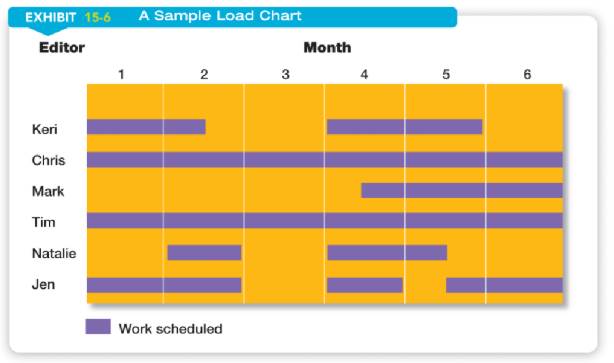 EXHIBIT 15-6 A Sample Load Chart
Editor Month
1 2 3 4 5 6
Keri
Chris
Mark
Tim
Natalie
Jen
Work scheduled